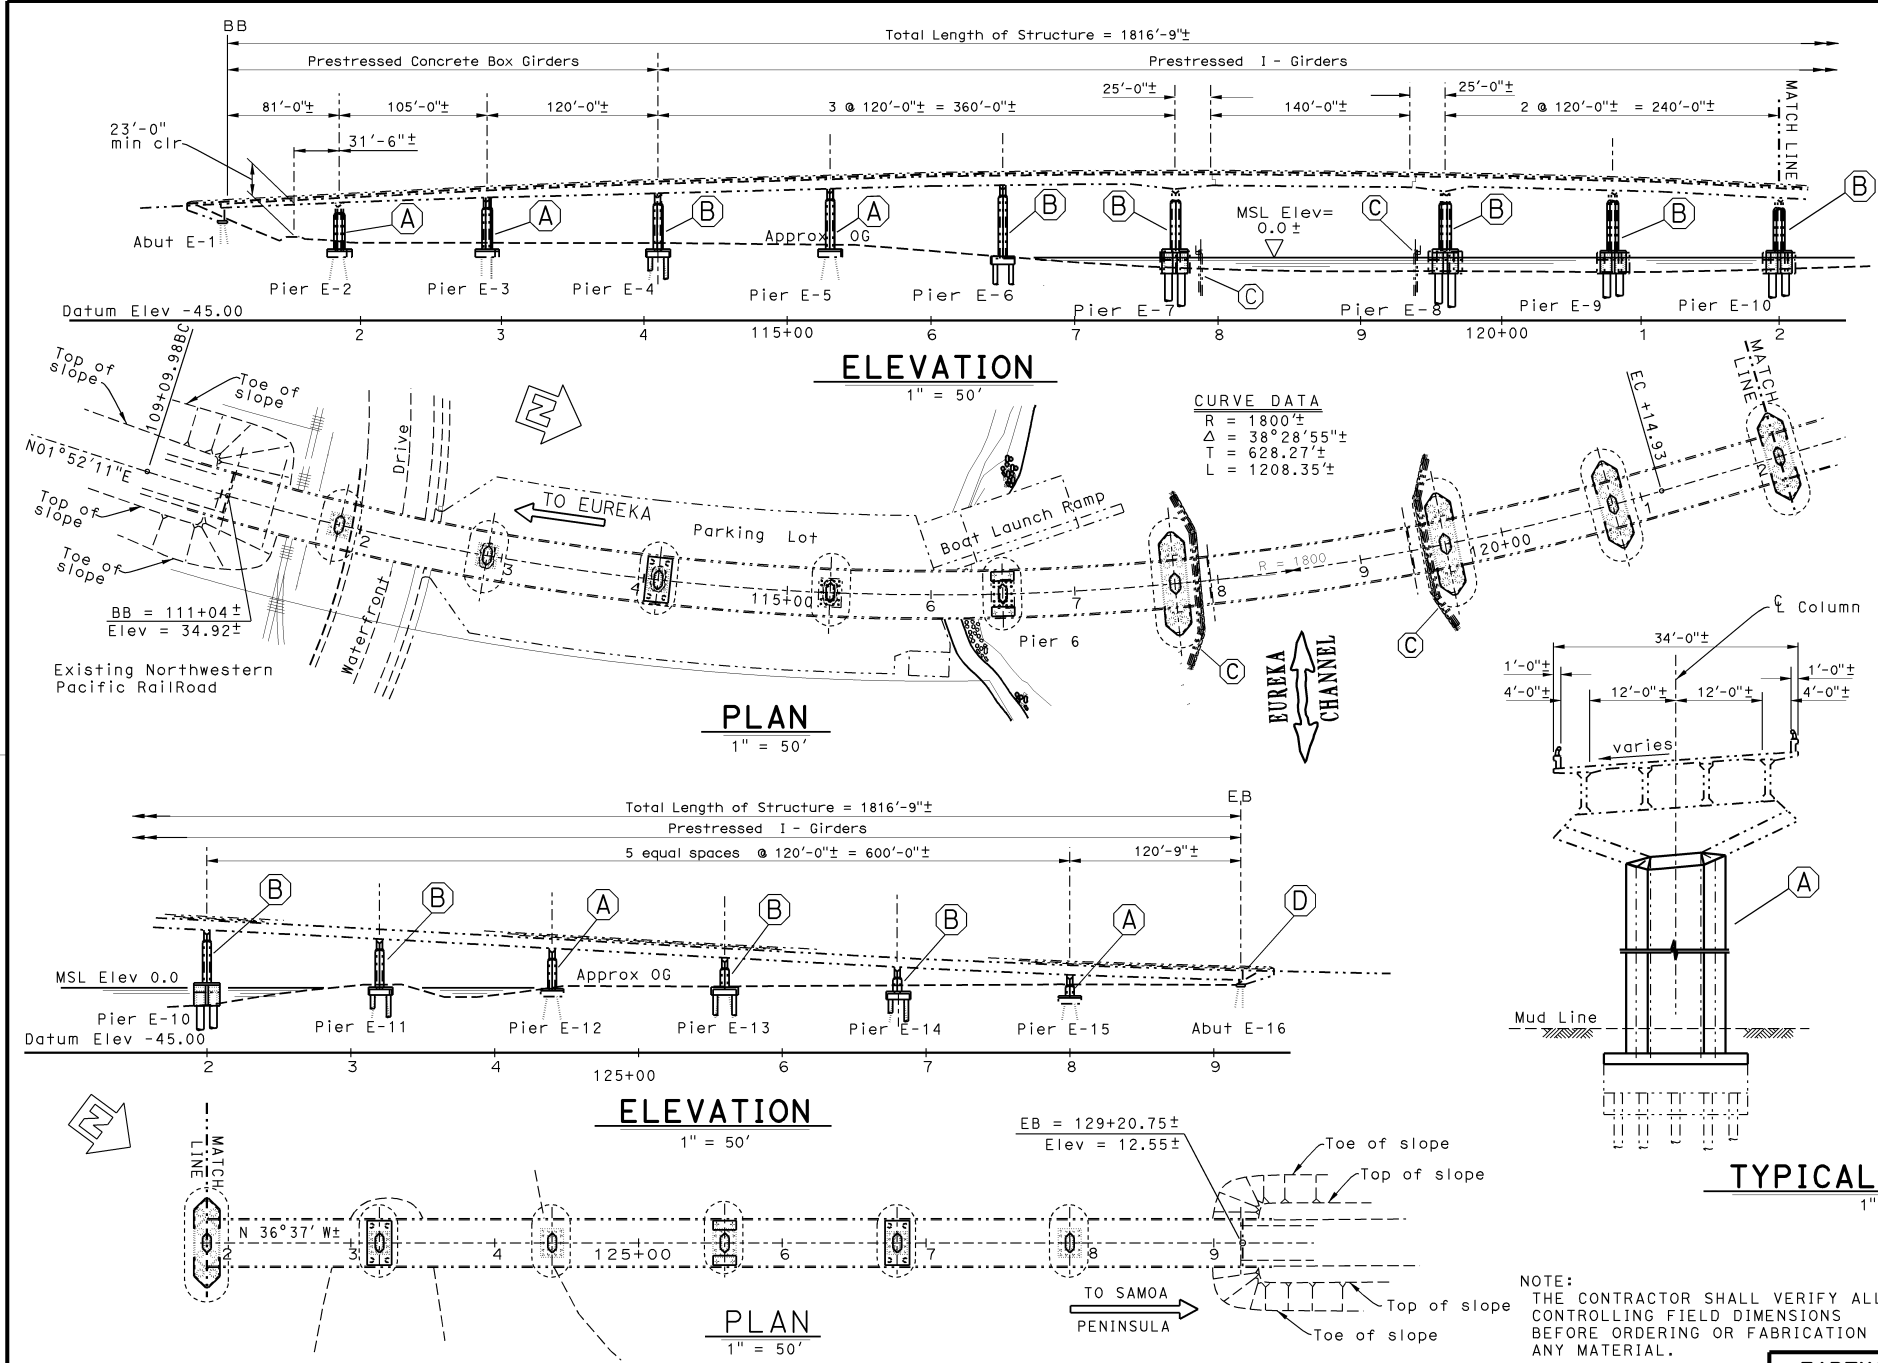 BB
Total Length of Structure = 1816'-9"±
Prestressed Concrete Box Girders
Prestressed I - Girders
81'-0"±
105'-0"±
120'-0"±
3 @ 120'-0"± = 360'-0"±
25'-0"±
140'-0"±
25'-0"±
2 @ 120'-0"± = 240'-0"±
MATCH LINE
23'-0"
min clr
31'-6"±
A
A
B
A
B
B
C
B
B
B
MSL Elev=
0.0±
Approx OG
Abut E-1
Pier E-2
Pier E-3
Pier E-4
Pier E-5
Pier E-6
Pier E-7
C
Pier E-8
Pier E-9
Pier E-10
Datum Elev -45.00
2
3
4
115+00
6
7
8
9
120+00
1
2
ELEVATION
1" = 50'
109+09.98BC
Top of
slope
Toe of
slope
N01°52'11"E
Top of
slope
Toe of
slope
BB = 111+04±
Elev = 34.92±
Existing Northwestern
Pacific RailRoad
Drive
Waterfront
N
TO EUREKA
Parking Lot
Boat Launch Ramp
2
3
4
115+00
6
7
8
R = 1800
9
120+00
2
Pier 6
C
C
CURVE DATA
R = 1800'±
Δ = 38°28'55"±
T = 628.27'±
L = 1208.35'±
EC +14.93
MATCH
LINE
EUREKA
CHANNEL
PLAN
1" = 50'
℄ Column
34'-0"±
1'-0"±
1'-0"±
4'-0"±
12'-0"±
12'-0"±
4'-0"±
varies
A
Mud Line
TYPICAL
1"
Total Length of Structure = 1816'-9"±
EB
Prestressed I - Girders
5 equal spaces @ 120'-0"± = 600'-0"±
120'-9"±
B
B
A
B
B
A
D
MSL Elev 0.0
Approx OG
Pier E-10
Pier E-11
Pier E-12
Pier E-13
Pier E-14
Pier E-15
Abut E-16
Datum Elev -45.00
2
3
4
125+00
6
7
8
9
ELEVATION
1" = 50'
N
MATCH
LINE
N 36°37' W±
2
3
4
125+00
6
7
8
9
EB = 129+20.75±
Elev = 12.55±
Toe of slope
Top of slope
Top of slope
Toe of slope
TO SAMOA
PENINSULA
PLAN
1" = 50'
NOTE:
THE CONTRACTOR SHALL VERIFY ALL
CONTROLLING FIELD DIMENSIONS
BEFORE ORDERING OR FABRICATION
ANY MATERIAL.